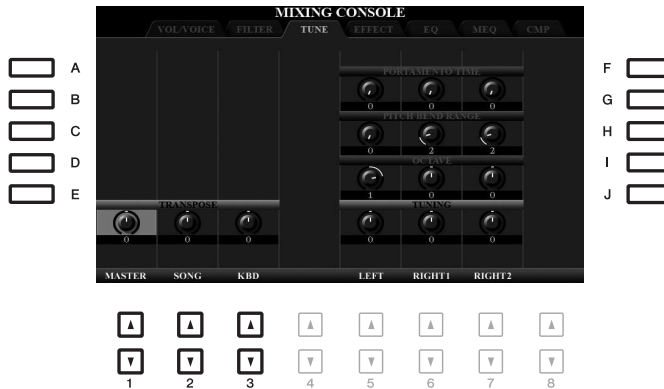 MIXING CONSOLE
VOL/VOICE FILTER TUNE EFFECT EQ MEQ CMP
A
F
PORTAMENTO TIME
B
0 0 0
G
PITCH BEND RANGE
C
0 2 2
H
OCTAVE
D
1 0 0
I
E
J
TRANSPOSE TUNING
0 0 0 0 0 0
MASTER SONG KBD LEFT RIGHT1 RIGHT2
1 2 3 4 5 6 7 8